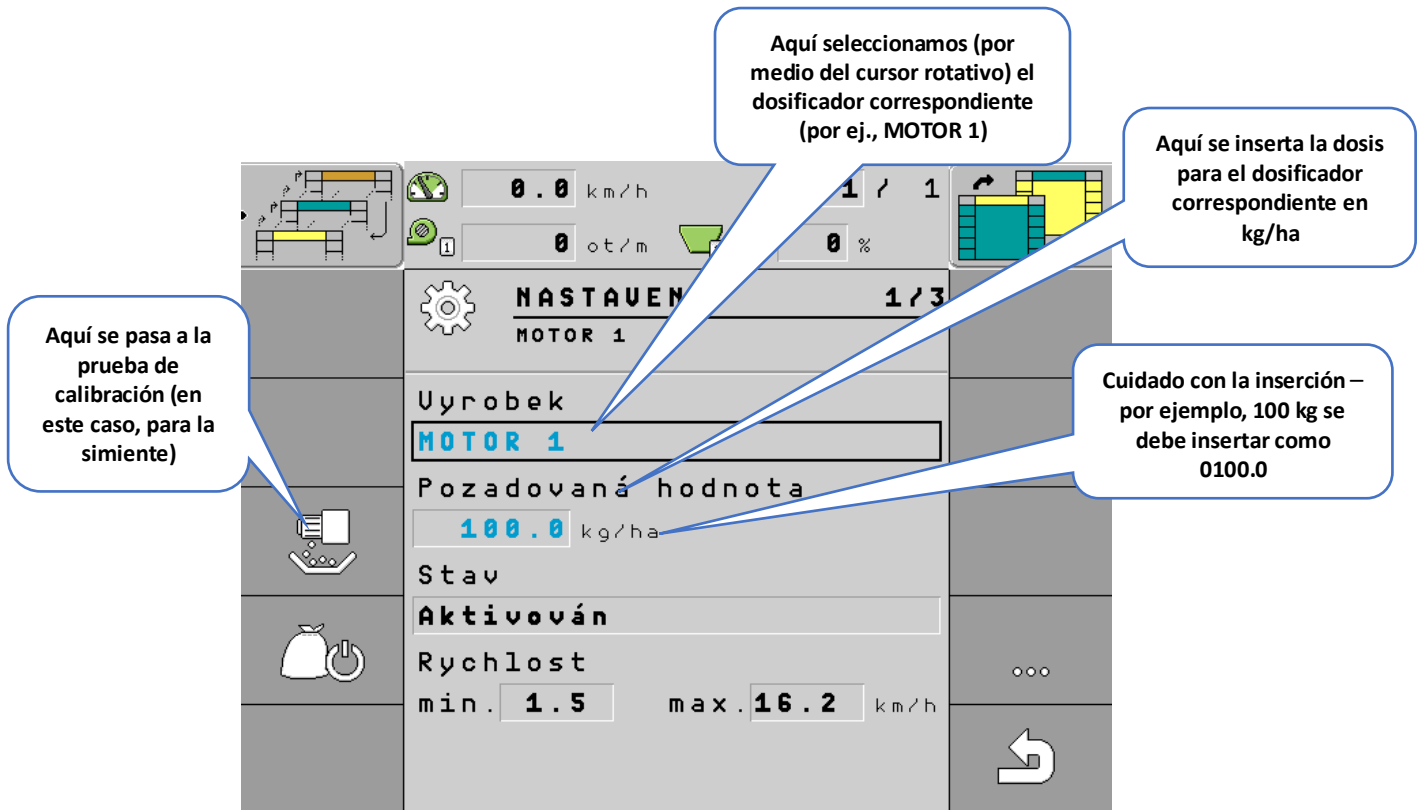 Aquí seleccionamos (por
medio del cursor rotativo) el
dosificador correspondiente
(por ej., MOTOR 1)
Aquí se inserta la dosis
para el dosificador
correspondiente en
kg/ha
0.0 km/h
1 / 1
1
0 ot/m
0 %
NASTAVEN
1/3
MOTOR 1
Aquí se pasa a la
prueba de
calibración (en
este caso, para la
simiente)
Cuidado con la inserción –
por ejemplo, 100 kg se
debe insertar como
0100.0
Vyrobek
MOTOR 1
Pozadovaná hodnota
100.0 kg/ha
Stav
Aktivován
Rychlost
min. 1.5 max. 16.2 km/h